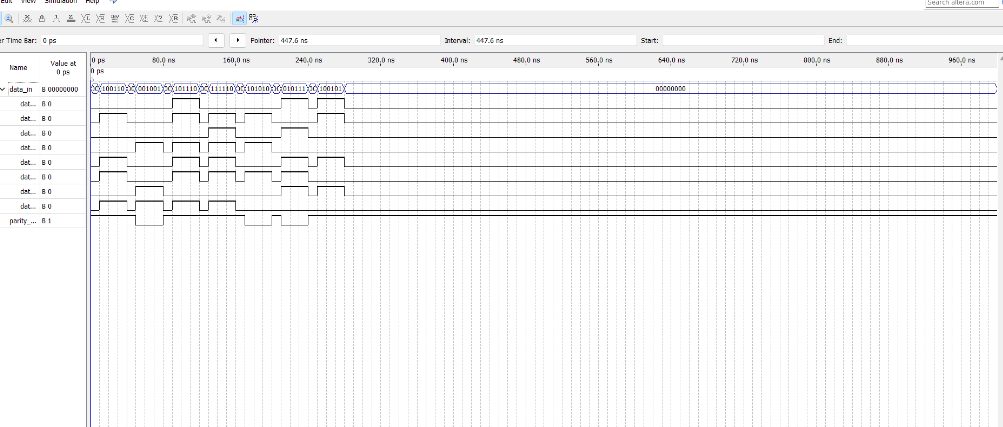 Edit View Simulation Help
Search altera.com
er Time Bar: 0 ps Pointer: 447.6 ns Interval: 447.6 ns Start: End:
Name Value at 0 ps
0 ps 80.0 ns 160.0 ns 240.0 ns 320.0 ns 400.0 ns 480.0 ns 560.0 ns 640.0 ns 720.0 ns 800.0 ns 880.0 ns 960.0 ns
0 ps
data_in B 00000000 100110 001001 101110 111110 101010 010111 100101 00000000
dat... B 0
dat... B 0
dat... B 0
dat... B 0
dat... B 0
dat... B 0
dat... B 0
dat... B 0
parity_... B 1